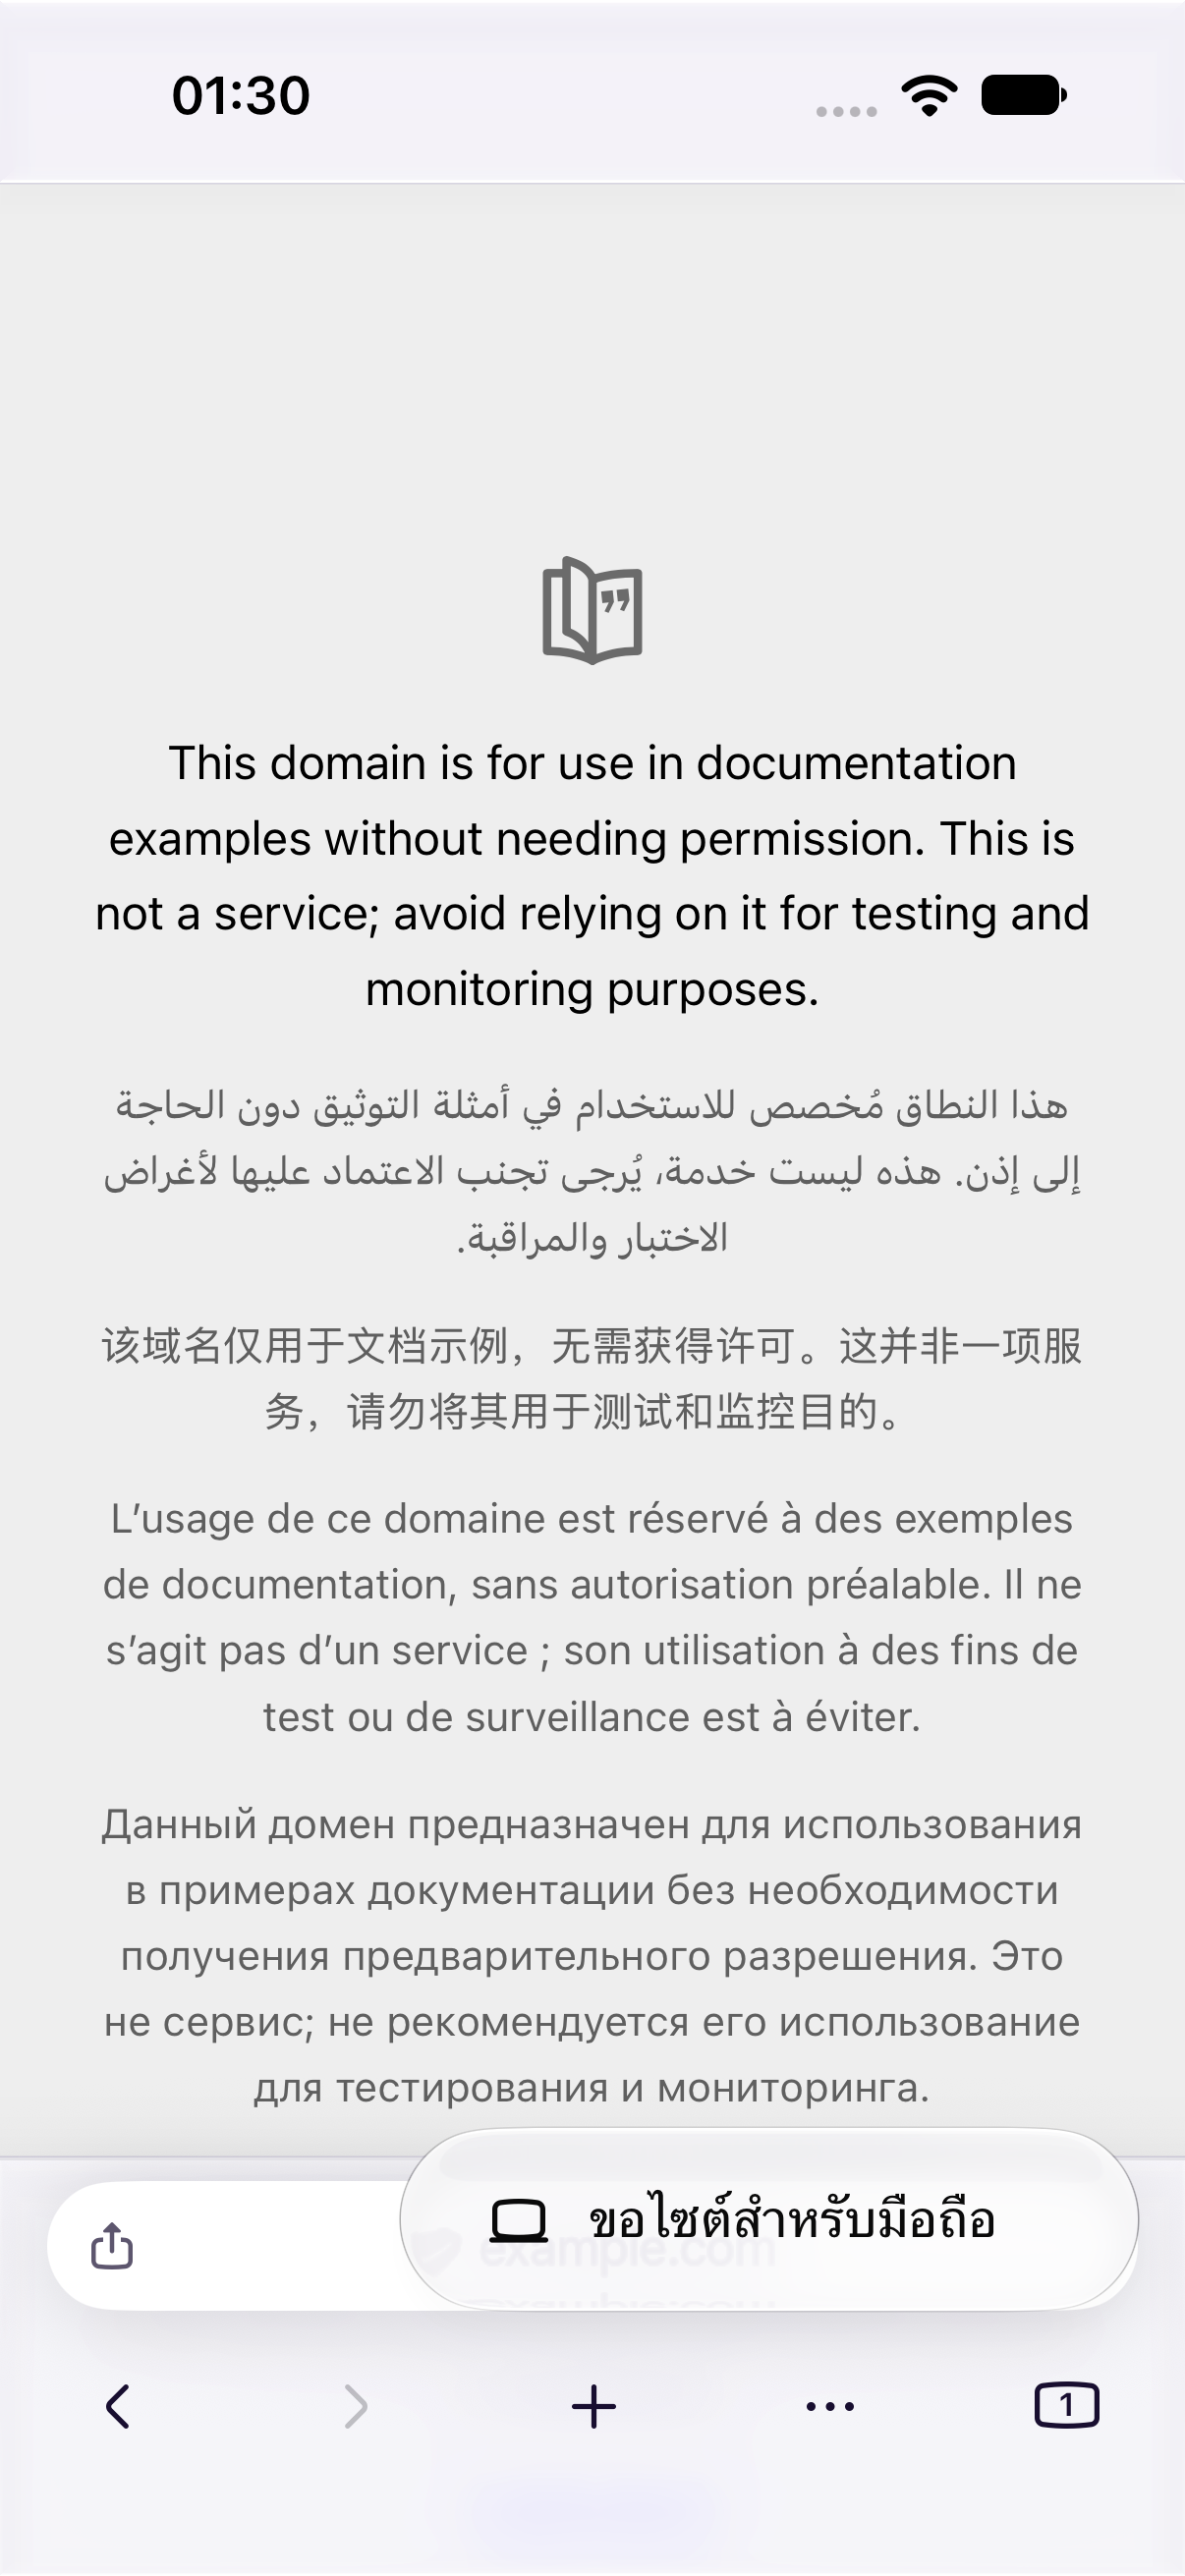 01:30
This domain is for use in documentation
examples without needing permission. This is
not a service; avoid relying on it for testing and
monitoring purposes.
هذا النطاق مُخصص للاستخدام في أمثلة التوثيق دون الحاجة
إلى إذن. هذه ليست خدمة، يُرجى تجنب الاعتماد عليها لأغراض
الاختبار والمراقبة.
该域名仅用于文档示例，无需获得许可。这并非一项服
务，请勿将其用于测试和监控目的。
L’usage de ce domaine est réservé à des exemples
de documentation, sans autorisation préalable. Il ne
s’agit pas d’un service ; son utilisation à des fins de
test ou de surveillance est à éviter.
Данный домен предназначен для использования
в примерах документации без необходимости
получения предварительного разрешения. Это
не сервис; не рекомендуется его использование
для тестирования и мониторинга.
ขอไซต์สำหรับมือถือ
example.com
1